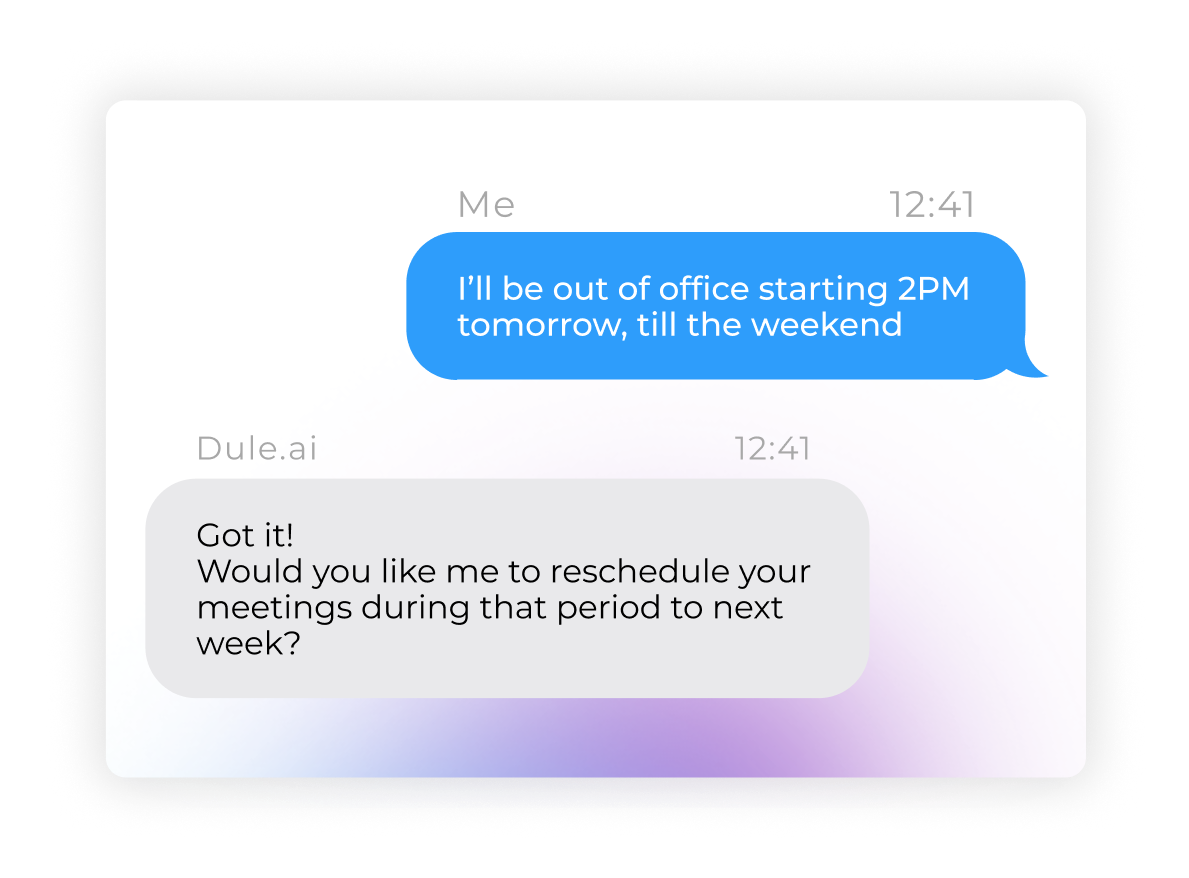 Me 12:41
I’ll be out of office starting 2PM
tomorrow, till the weekend
Dule.ai 12:41
Got it!
Would you like me to reschedule your
meetings during that period to next
week?